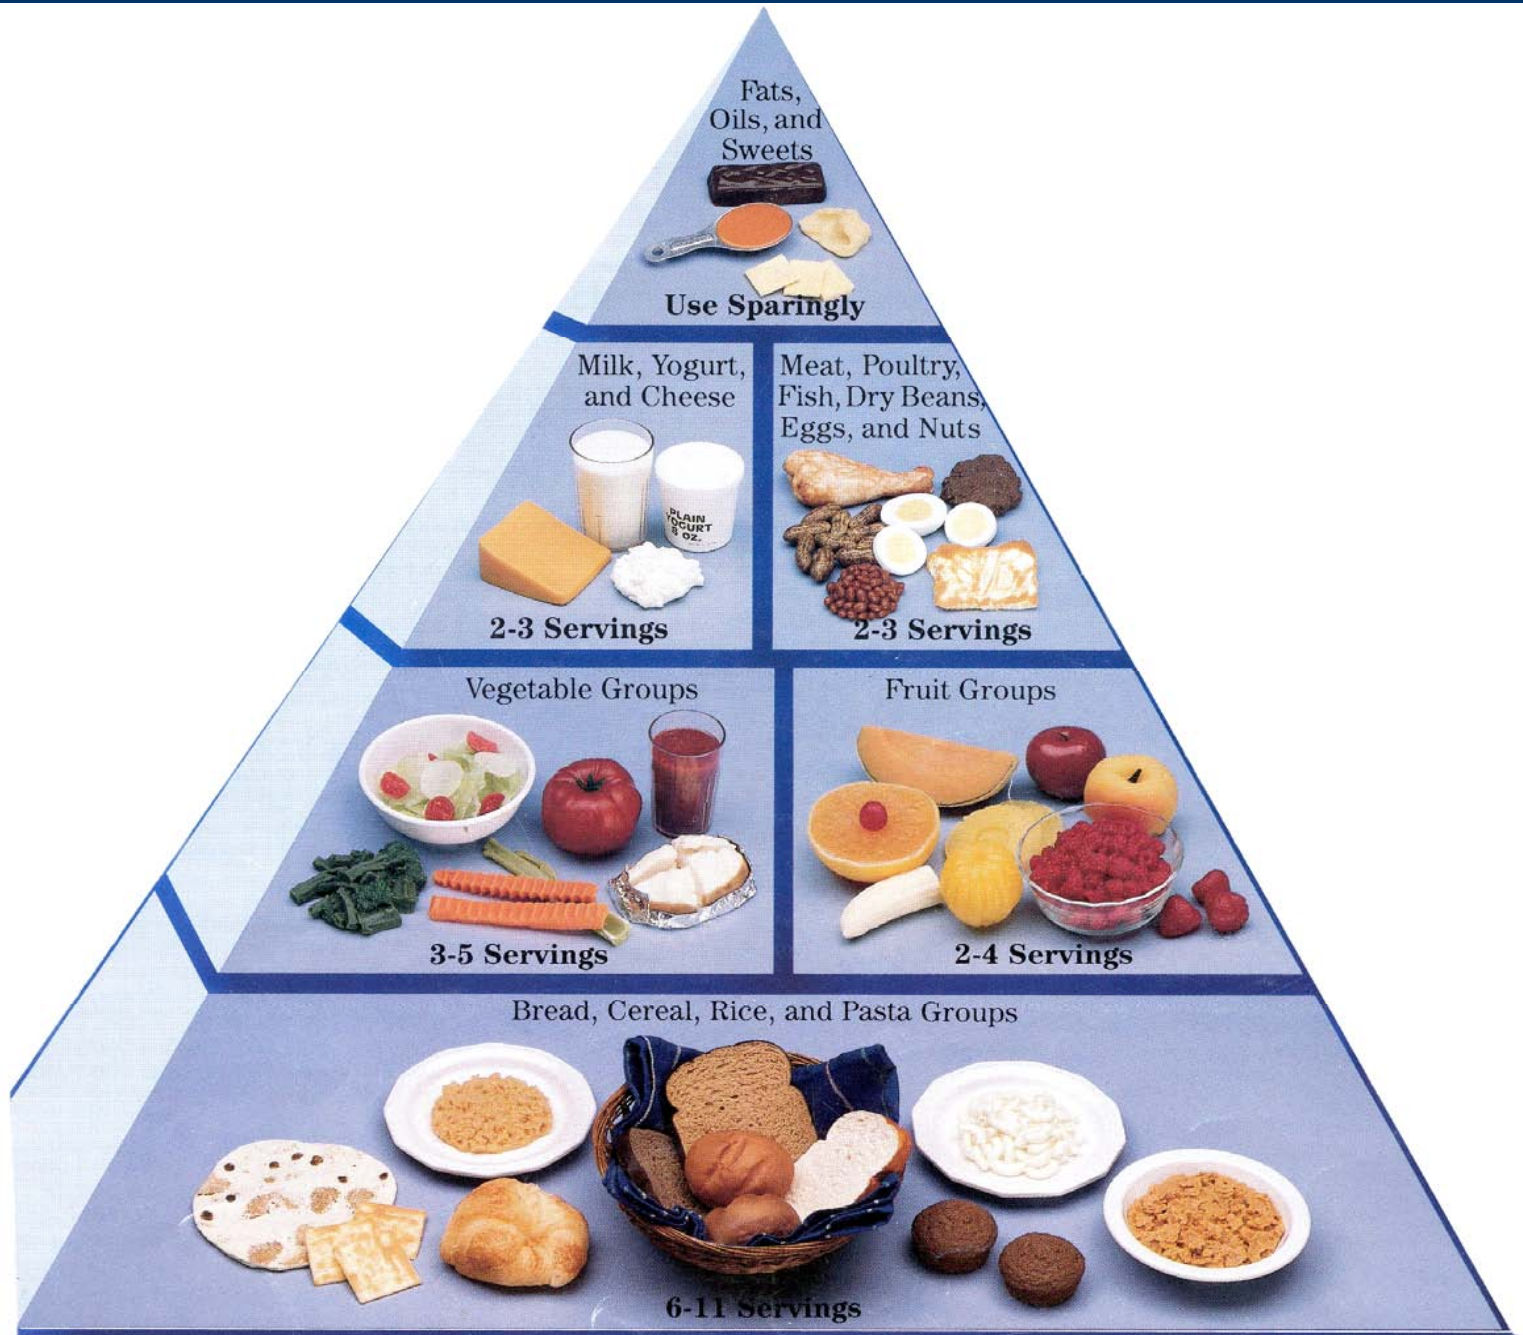 Fats,
Oils, and
Sweets
Use Sparingly
Milk, Yogurt,
and Cheese
PLAIN
YOGURT
8 OZ.
2-3 Servings
Meat, Poultry,
Fish, Dry Beans,
Eggs, and Nuts
2-3 Servings
Vegetable Groups
3-5 Servings
Fruit Groups
2-4 Servings
Bread, Cereal, Rice, and Pasta Groups
6-11 Servings